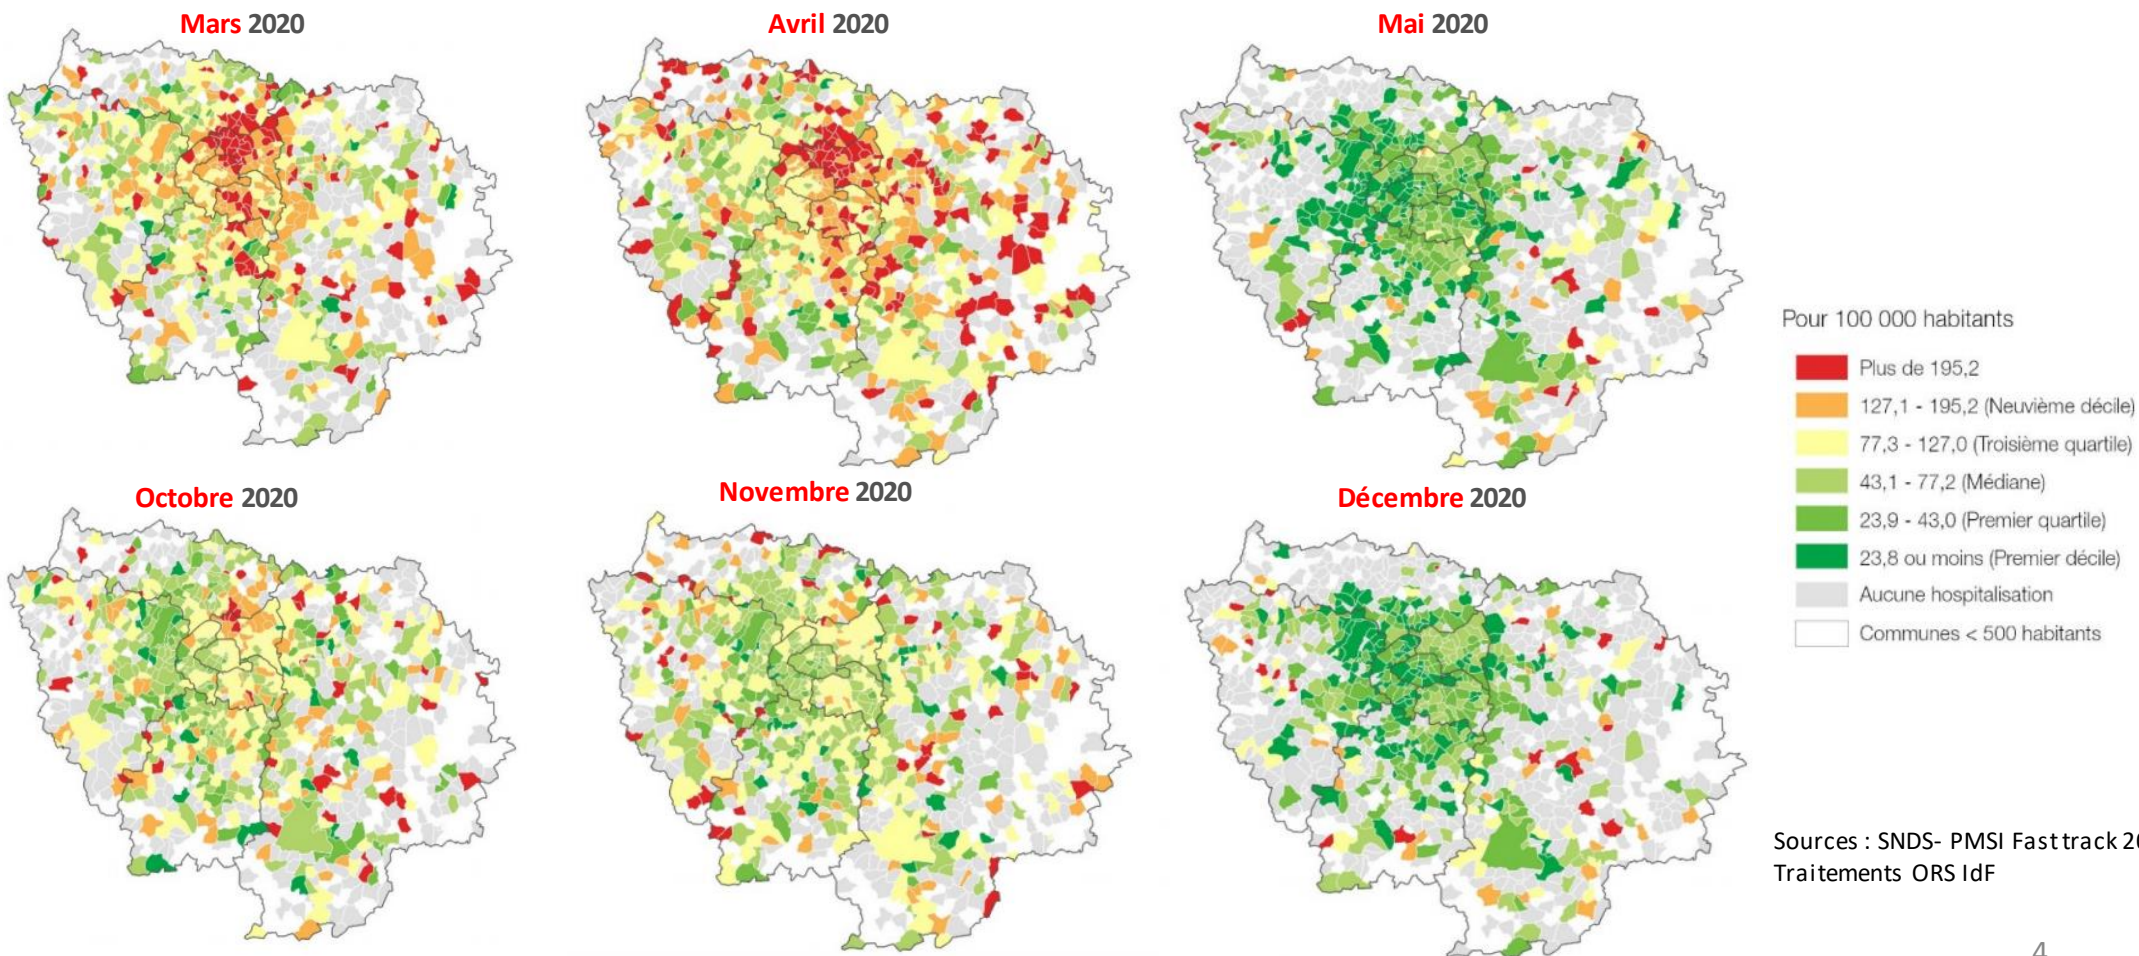 Mars 2020
Avril 2020
Mai 2020
Octobre 2020
Novembre 2020
Décembre 2020
Pour 100 000 habitants
Plus de 195,2
127,1 - 195,2 (Neuvième décile)
77,3 - 127,0 (Troisième quartile)
43,1 - 77,2 (Médiane)
23,9 - 43,0 (Premier quartile)
23,8 ou moins (Premier décile)
Aucune hospitalisation
Communes < 500 habitants
Sources : SNDS- PMSI Fast track
Traitements ORS IdF
4